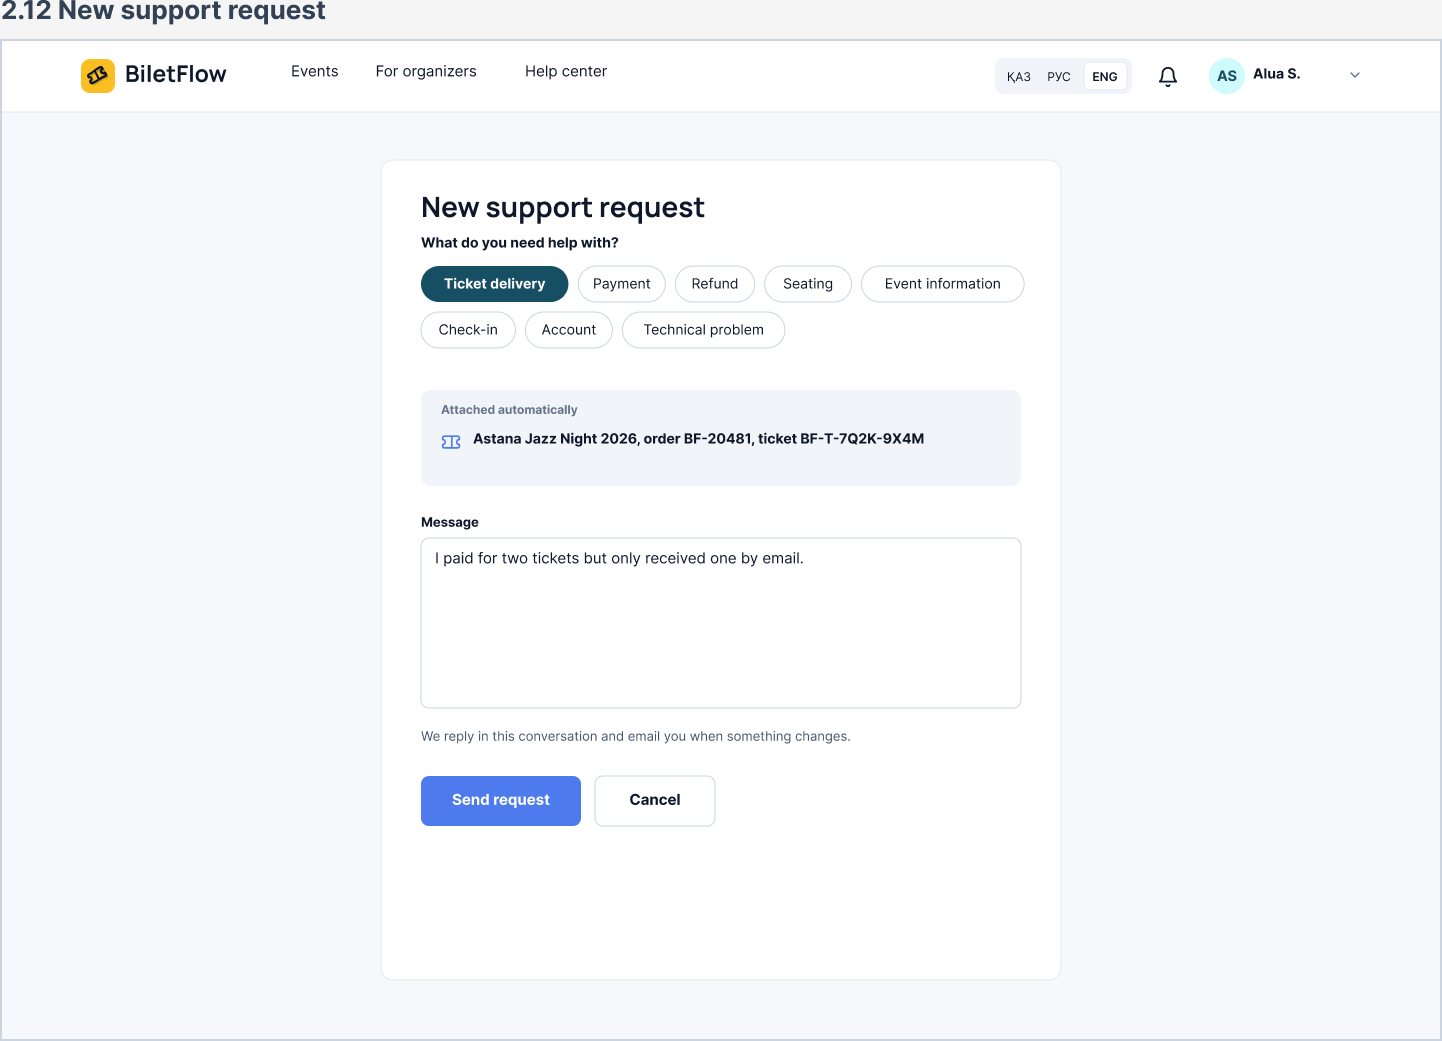 2.12 New support request
BiletFlow
Events
For organizers
Help center
ҚАЗ
РУС
ENG
AS
Alua S.
New support request
What do you need help with?
Ticket delivery
Payment
Refund
Seating
Event information
Check-in
Account
Technical problem
Attached automatically
Astana Jazz Night 2026, order BF-20481, ticket BF-T-7Q2K-9X4M
Message
I paid for two tickets but only received one by email.
We reply in this conversation and email you when something changes.
Send request
Cancel